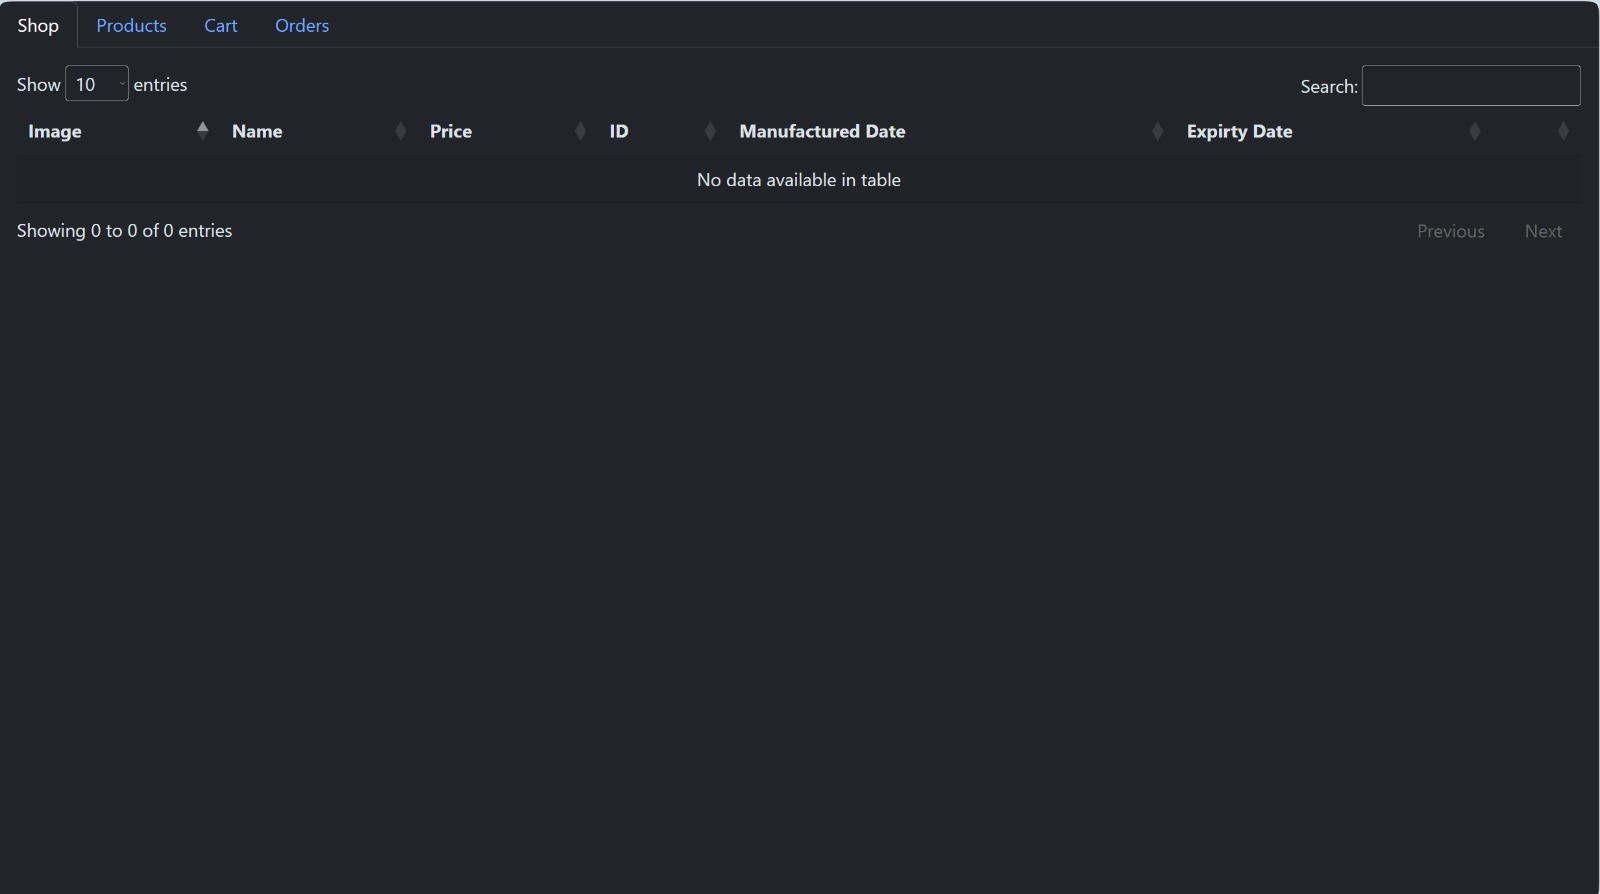 Shop Products Cart Orders
Show 10 entries Search:
Image Name Price ID Manufactured Date Expirty Date
No data available in table
Showing 0 to 0 of 0 entries Previous Next